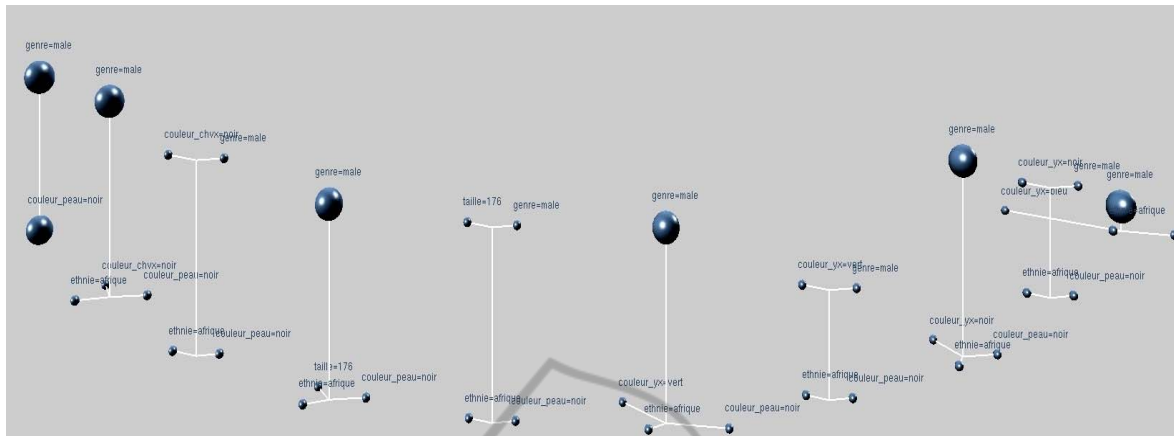 genre=male
couleur_peau=noir
genre=male
couleur_chvx=noir
ethnie=afrique
couleur_peau=noir
couleur_chvx=noir
genre=male
ethnie=afrique
couleur_peau=noir
genre=male
taille=176
ethnie=afrique
couleur_peau=noir
taille=176
genre=male
ethnie=afrique
couleur_peau=noir
genre=male
couleur_yx=vert
ethnie=afrique
couleur_peau=noir
couleur_yx=vert
genre=male
ethnie=afrique
couleur_peau=noir
genre=male
couleur_yx=noir
couleur_peau=noir
ethnie=afrique
couleur_yx=noir
genre=male
ethnie=afrique
couleur_peau=noir
couleur_yx=bleu
genre=male
=afrique